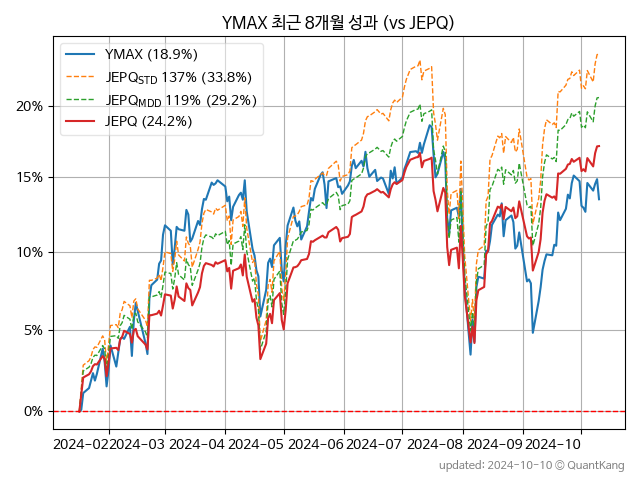 YMAX 최근 8개월 성과 (vs JEPQ)
YMAX (18.9%)
JEPQSTD 137% (33.8%)
JEPQMDD 119% (29.2%)
JEPQ (24.2%)
20%
15%
10%
5%
0%
2024-02 2024-03 2024-04 2024-05 2024-06 2024-07 2024-08 2024-09 2024-10
updated: 2024-10-10 © QuantKang